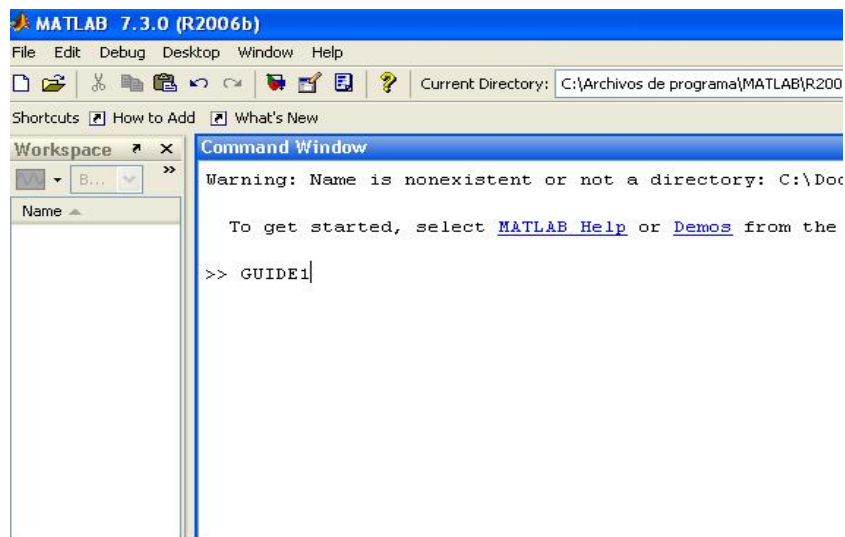 MATLAB 7.3.0 (R2006b)
File Edit Debug Desktop Window Help
Current Directory: C:\Archivos de programa\MATLAB\R200
Shortcuts How to Add What's New
Workspace
Command Window
B...
Warning: Name is nonexistent or not a directory: C:\Doc
Name
To get started, select MATLAB Help or Demos from the
>> GUIDE1